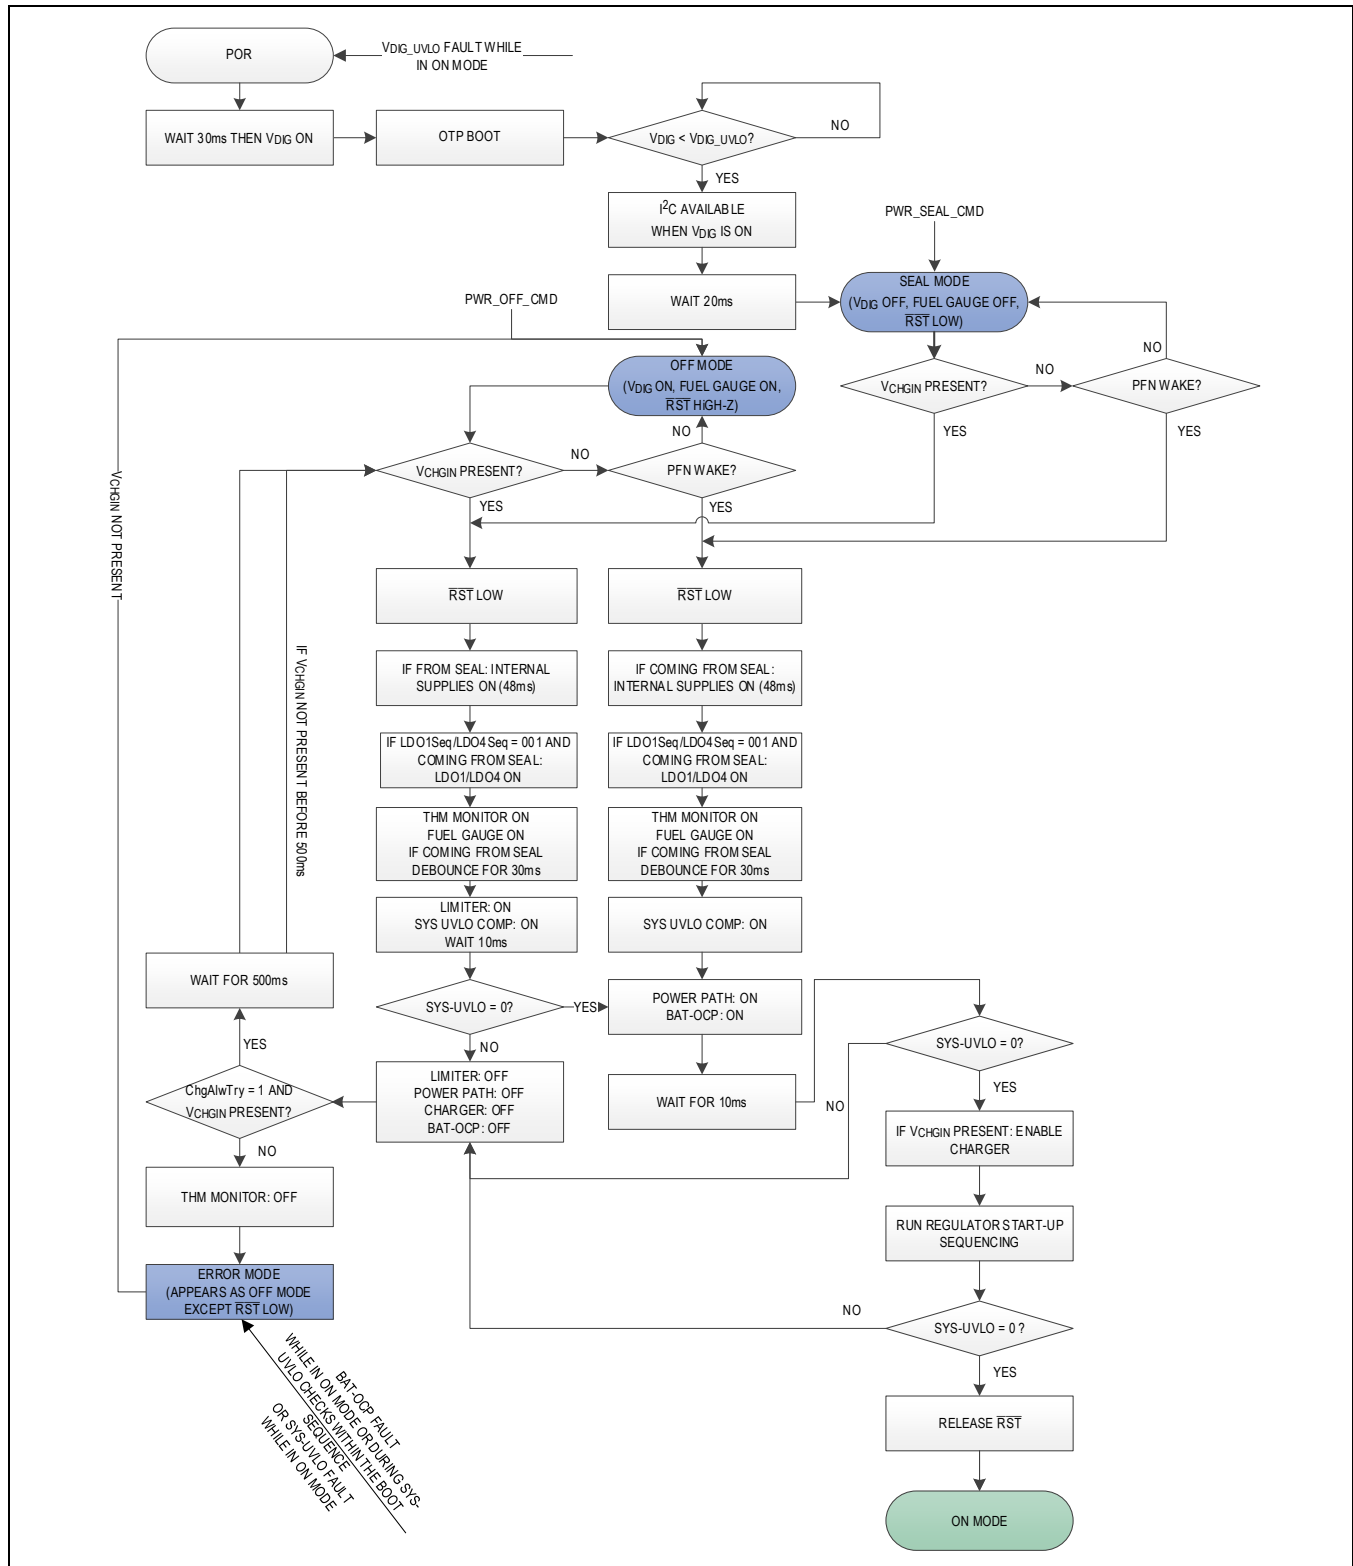 POR
VDIG_UVLO FAULT WHILE
IN ON MODE
WAIT 30ms THEN VDIG ON
OTP BOOT
VDIG < VDIG_UVLO?
NO
YES
I2C AVAILABLE
WHEN VDIG IS ON
PWR_SEAL_CMD
WAIT 20ms
SEAL MODE
(VDIG OFF, FUEL GAUGE OFF,
RST LOW)
PWR_OFF_CMD
OFF MODE
(VDIG ON, FUEL GAUGE ON,
RST HiGH-Z)
VCHGIN PRESENT?
NO
PFN WAKE?
NO
YES
YES
VCHGIN PRESENT?
NO
PFN WAKE?
NO
YES
YES
VCHGIN NOT PRESENT
IF VCHGIN NOT PRESENT BEFORE 500ms
RST LOW
RST LOW
IF FROM SEAL: INTERNAL
SUPPLIES ON (48ms)
IF COMING FROM SEAL:
INTERNAL SUPPLIES ON (48ms)
IF LDO1Seq/LDO4Seq = 001 AND
COMING FROM SEAL:
LDO1/LDO4 ON
IF LDO1Seq/LDO4Seq = 001 AND
COMING FROM SEAL:
LDO1/LDO4 ON
THM MONITOR ON
FUEL GAUGE ON
IF COMING FROM SEAL
DEBOUNCE FOR 30ms
THM MONITOR ON
FUEL GAUGE ON
IF COMING FROM SEAL
DEBOUNCE FOR 30ms
LIMITER: ON
SYS UVLO COMP: ON
WAIT 10ms
SYS UVLO COMP: ON
WAIT FOR 500ms
SYS-UVLO = 0?
YES
NO
POWER PATH: ON
BAT-OCP: ON
SYS-UVLO = 0?
YES
NO
YES
ChgAlwTry = 1 AND
VCHGIN PRESENT?
NO
LIMITER: OFF
POWER PATH: OFF
CHARGER: OFF
BAT-OCP: OFF
WAIT FOR 10ms
IF VCHGIN PRESENT: ENABLE
CHARGER
THM MONITOR: OFF
RUN REGULATOR START-UP
SEQUENCING
ERROR MODE
(APPEARS AS OFF MODE
EXCEPT RST LOW)
NO
SYS-UVLO = 0 ?
YES
BAT-OCP FAULT
WHILE IN ON MODE OR DURING SYS-
UVLO CHECKS WITHIN THE BOOT
SEQUENCE
OR SYS-UVLO FAULT
WHILE IN ON MODE
RELEASE RST
ON MODE